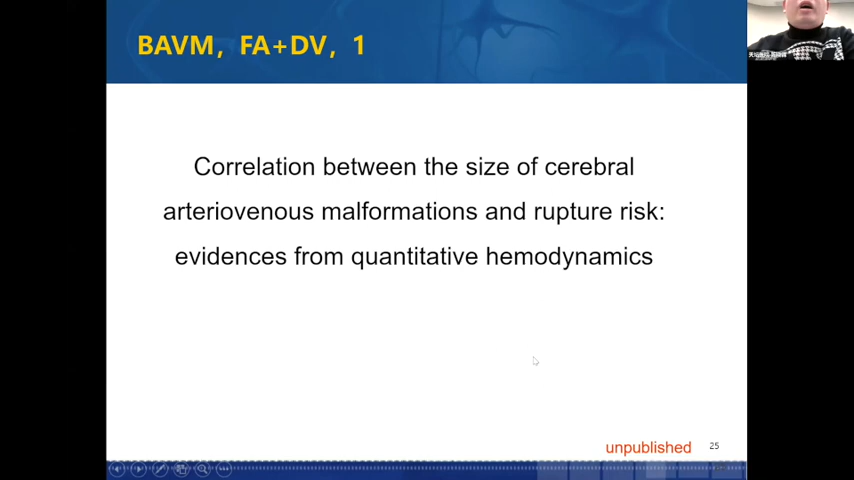 BAVM，FA+DV，1
Correlation between the size of cerebral
arteriovenous malformations and rupture risk:
evidences from quantitative hemodynamics
unpublished
25